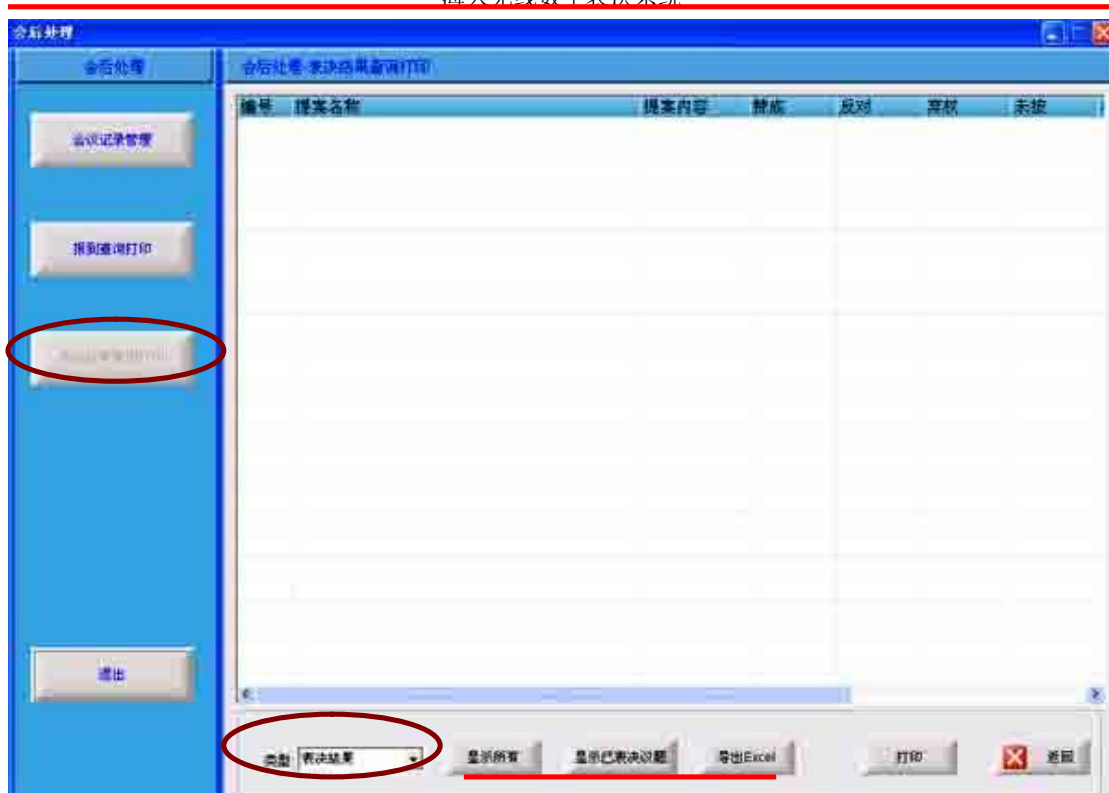 会后处理
会后处理
会后处理-表决结果查询打印
编号 提案名称 提案内容 赞成 反对 弃权 未按
会议记录管理
报到查询打印
退出
类型 表决结果 显示所有 显示已表决议题 导出Excel 打印 返回